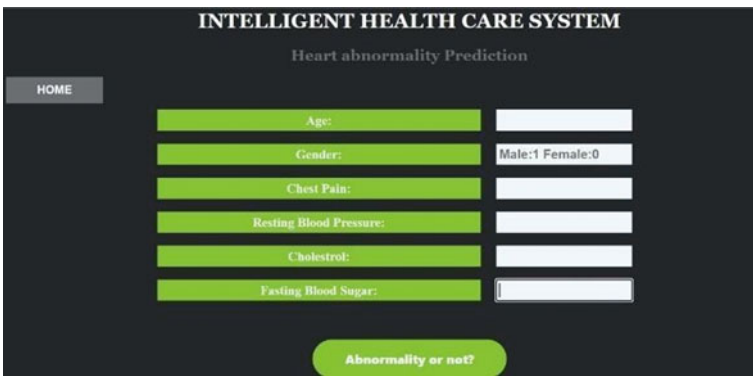 INTELLIGENT HEALTH CARE SYSTEM
Heart abnormality Prediction
HOME
Age:
Gender: Male:1 Female:0
Chest Pain:
Resting Blood Pressure:
Cholestrol:
Fasting Blood Sugar:
Abnormality or not?